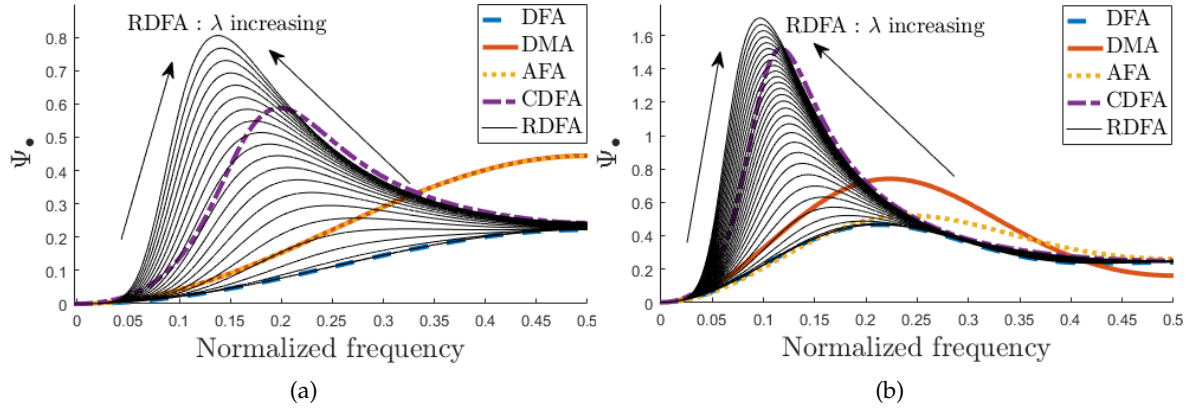 RDFA : λ increasing
DFA
DMA
AFA
CDFA
RDFA
0.8
0.7
0.6
0.5
0.4
0.3
0.2
0.1
0
Ψ•
0 0.05 0.1 0.15 0.2 0.25 0.3 0.35 0.4 0.45 0.5
Normalized frequency
(a)
RDFA : λ increasing
DFA
DMA
AFA
CDFA
RDFA
1.6
1.4
1.2
1
0.8
0.6
0.4
0.2
0
Ψ•
0 0.05 0.1 0.15 0.2 0.25 0.3 0.35 0.4 0.45 0.5
Normalized frequency
(b)